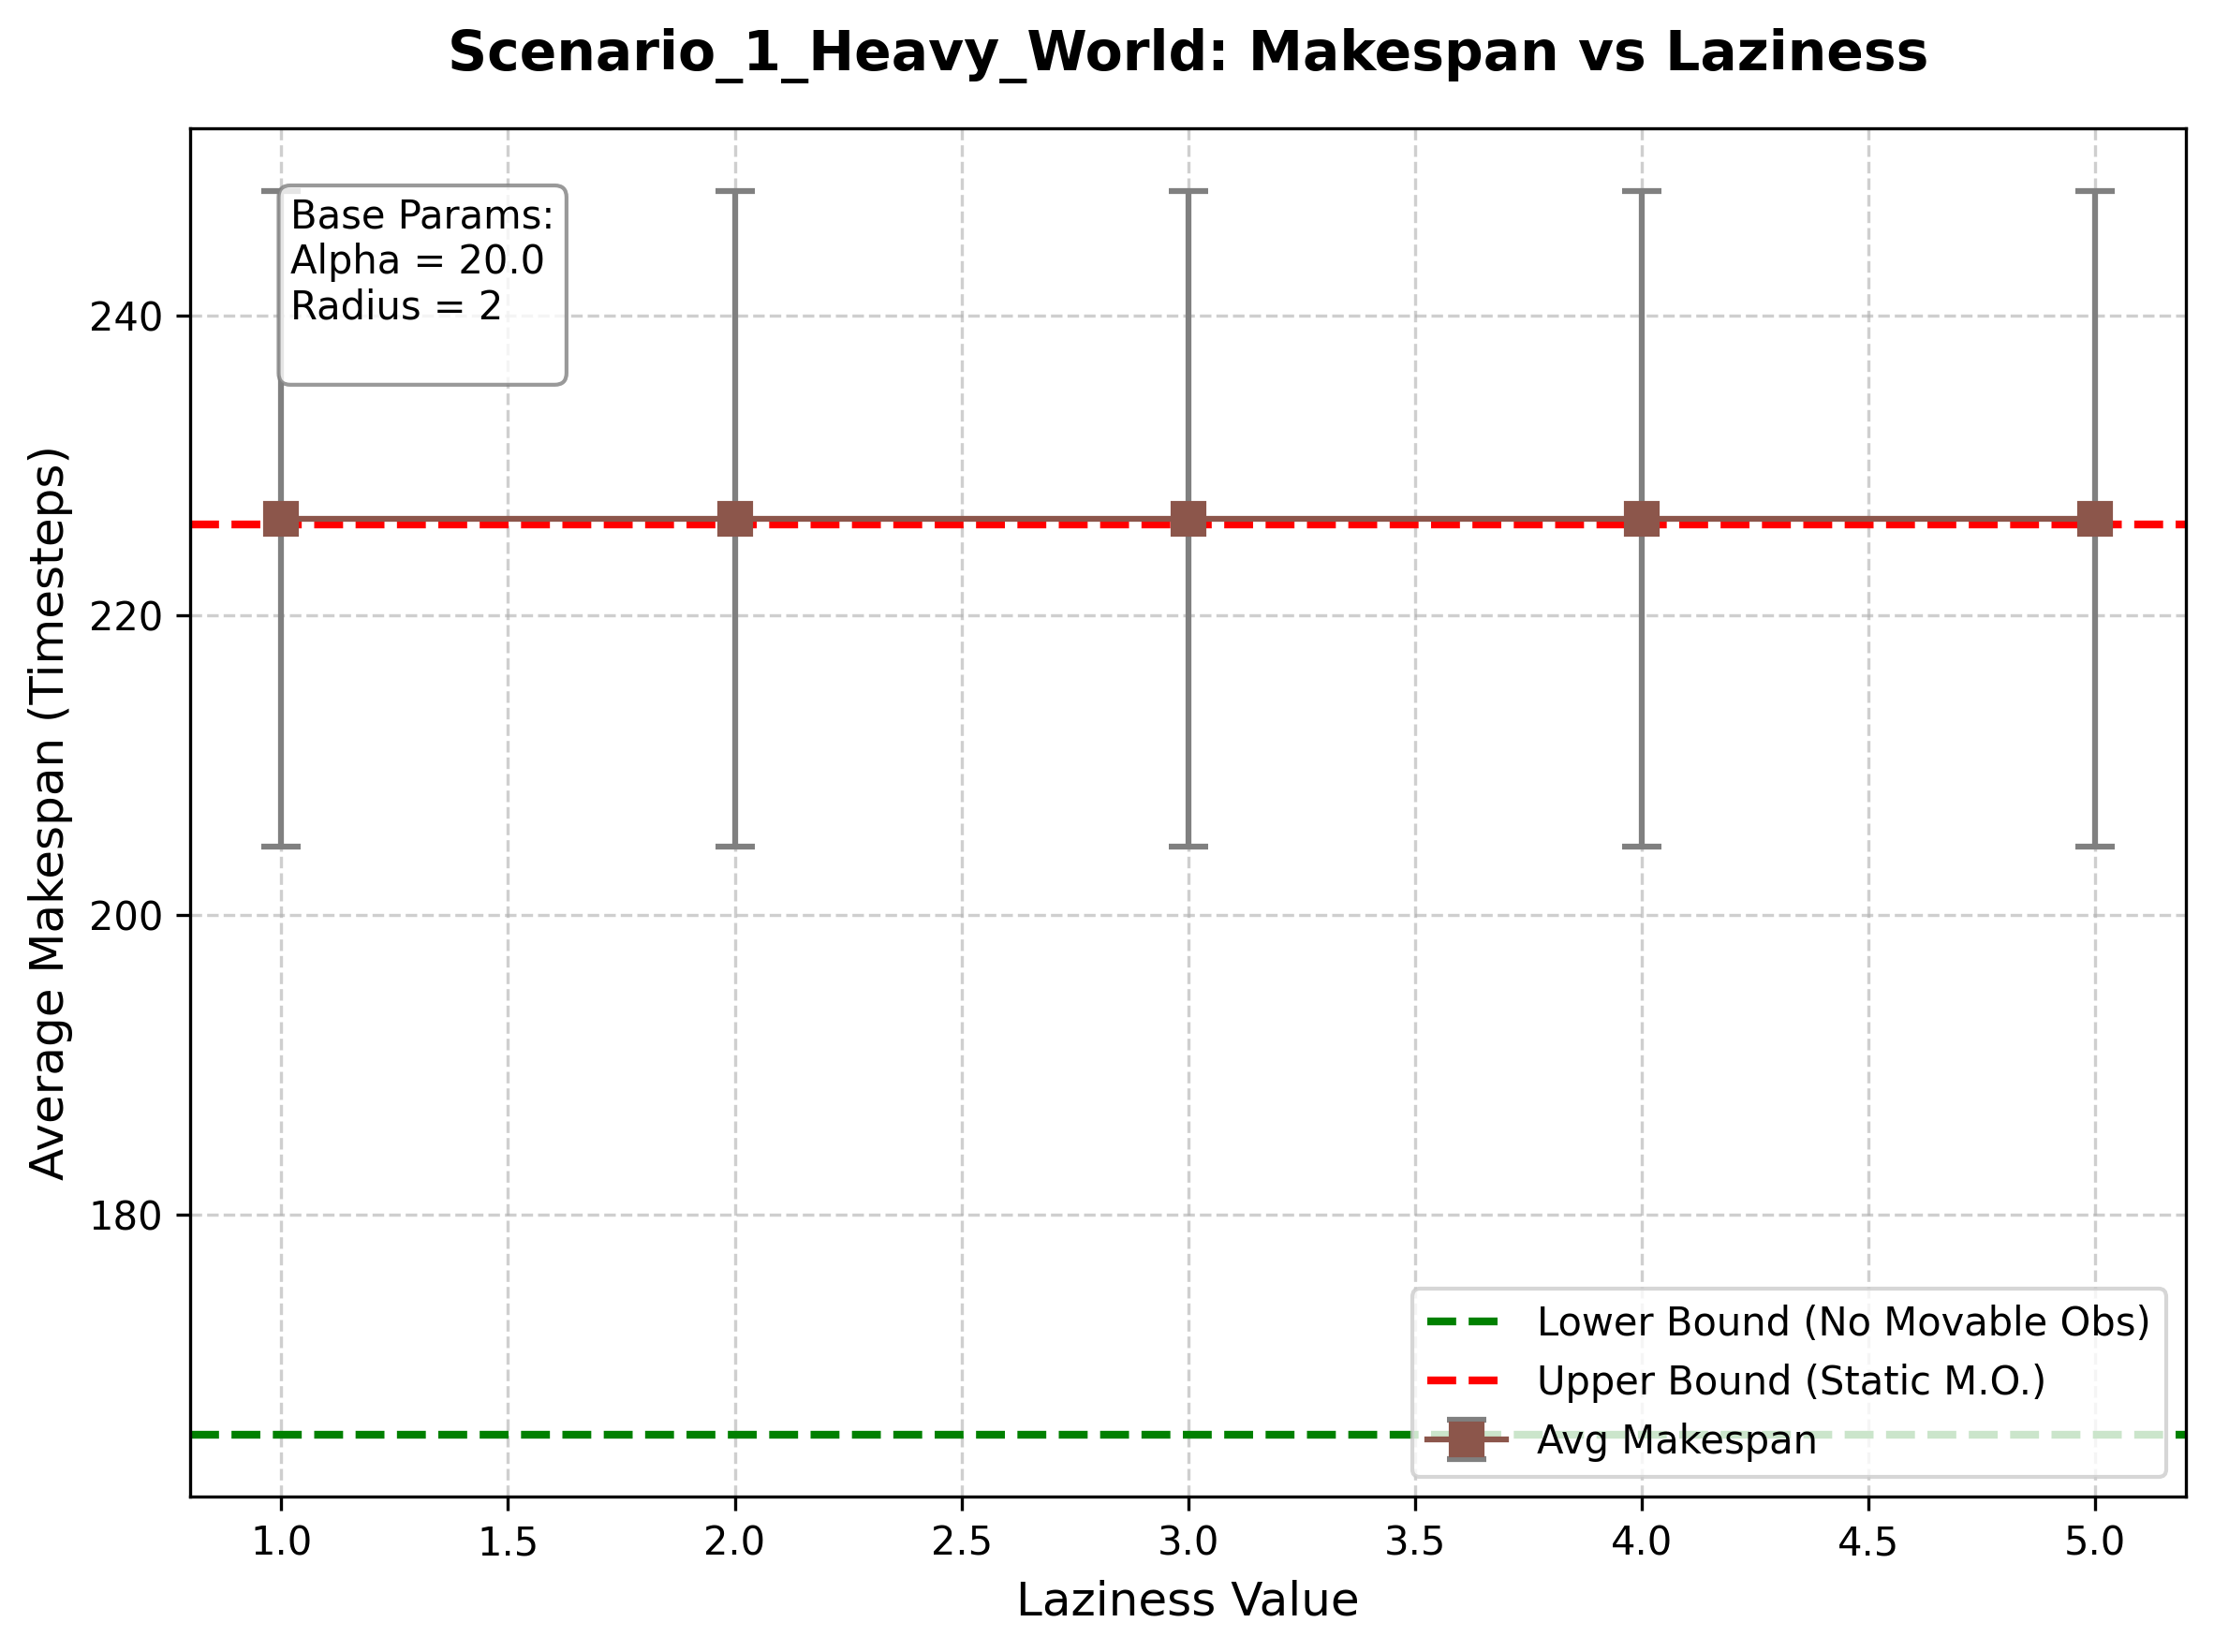 Scenario_1_Heavy_World: Makespan vs Laziness
Base Params:
Alpha = 20.0
Radius = 2
Average Makespan (Timesteps)
240
220
200
180
Lower Bound (No Movable Obs)
Upper Bound (Static M.O.)
Avg Makespan
1.0 1.5 2.0 2.5 3.0 3.5 4.0 4.5 5.0
Laziness Value